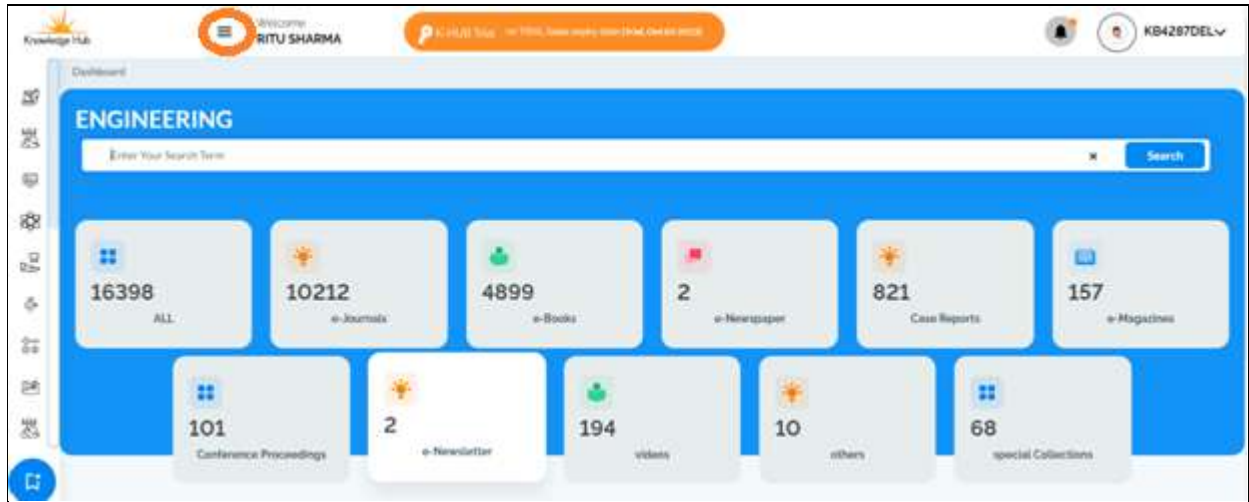 Knowledge Hub
Welcome
RITU SHARMA
K-HUB Trial
KB4287DEL
Dashboard
ENGINEERING
Enter Your Search Term
× Search
16398
ALL
10212
e-Journals
4899
e-Books
2
e-Newspaper
821
Case Reports
157
e-Magazines
101
Conference Proceedings
2
e-Newsletter
194
videos
10
others
68
special Collections